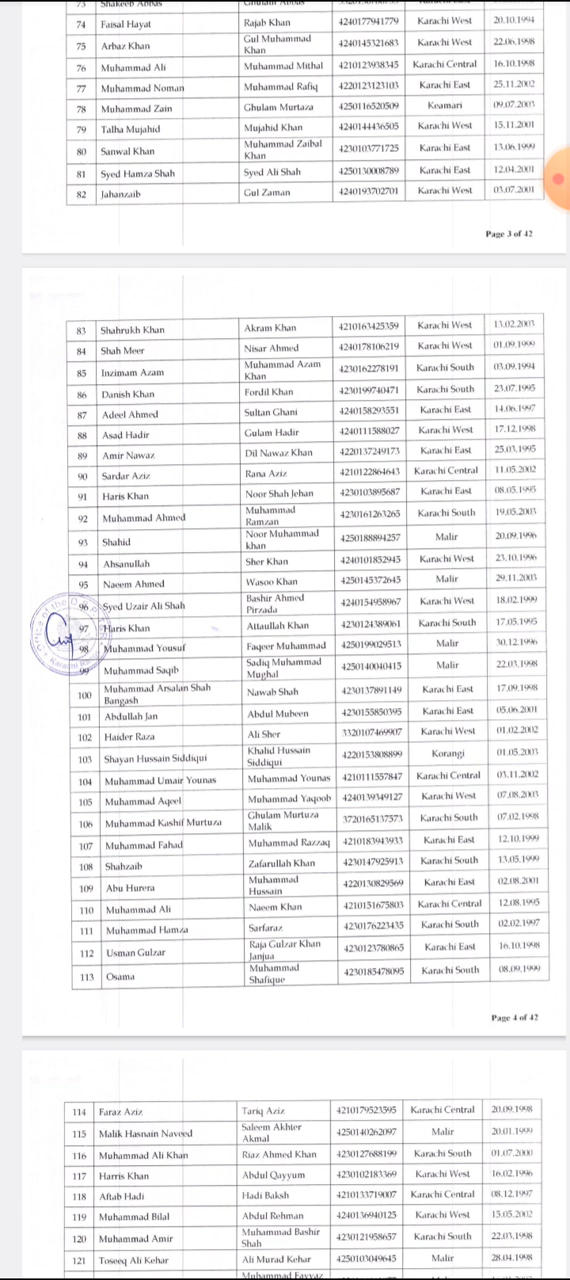 73 Shakeeb Abbas Ghulam Abbas
74 Faisal Hayat Rajab Khan 4240177941779 Karachi West 20.10.1994
75 Arbaz Khan Gul Muhammad Khan 4240145321683 Karachi West 22.06.1998
76 Muhammad Ali Muhammad Mithal 4210123938345 Karachi Central 16.10.1998
77 Muhammad Noman Muhammad Rafiq 4220123123103 Karachi East 25.11.2002
78 Muhammad Zain Ghulam Murtaza 4250116520509 Keamari 09.07.2003
79 Talha Mujahid Mujahid Khan 4240144436505 Karachi West 15.11.2001
80 Sanwal Khan Muhammad Zaibal Khan 4230103771725 Karachi East 13.06.1999
81 Syed Hamza Shah Syed Ali Shah 4250130008789 Karachi East 12.04.2001
82 Jahanzaib Gul Zaman 4240193702701 Karachi West 03.07.2001
Page 3 of 42
83 Shahrukh Khan Akram Khan 4210163425359 Karachi West 13.02.2003
84 Shah Meer Nisar Ahmed 4240178106219 Karachi West 01.09.1999
85 Inzimam Azam Muhammad Azam Khan 4230162278191 Karachi South 03.09.1994
86 Danish Khan Fordil Khan 4230199740471 Karachi South 23.07.1995
87 Adeel Ahmed Sultan Ghani 4240158293551 Karachi East 14.06.1997
88 Asad Hadir Gulam Hadir 4240111588027 Karachi West 17.12.1998
89 Amir Nawaz Dil Nawaz Khan 4220137249173 Karachi East 25.03.1995
90 Sardar Aziz Rana Aziz 4210122864643 Karachi Central 11.05.2002
91 Haris Khan Noor Shah Jehan 4230103895687 Karachi East 08.05.1995
92 Muhammad Ahmed Muhammad Ramzan 4230161263265 Karachi South 19.05.2003
93 Shahid Noor Muhammad khan 4250188894257 Malir 20.09.1996
94 Ahsanullah Sher Khan 4240101852945 Karachi West 23.10.1996
95 Naeem Ahmed Wasoo Khan 4250145372645 Malir 29.11.2003
96 Syed Uzair Ali Shah Bashir Ahmed Pirzada 4240154958967 Karachi West 18.02.1999
97 Haris Khan Attaullah Khan 4230124389061 Karachi South 17.05.1995
98 Muhammad Yousuf Faqeer Muhammad 4250199029513 Malir 30.12.1996
99 Muhammad Saqib Sadiq Muhammad Mughal 4250140040415 Malir 22.03.1998
100 Muhammad Arsalan Shah Bangash Nawab Shah 4230137891149 Karachi East 17.09.1998
101 Abdullah Jan Abdul Mubeen 4230155850395 Karachi East 05.06.2001
102 Haider Raza Ali Sher 3320107469907 Karachi West 01.02.2002
103 Shayan Hussain Siddiqui Khalid Hussain Siddiqui 4220153808899 Korangi 01.05.2003
104 Muhammad Umair Younas Muhammad Younas 4210111557847 Karachi Central 03.11.2002
105 Muhammad Aqeel Muhammad Yaqoob 4240139349127 Karachi West 07.08.2003
106 Muhammad Kashif Murtuza Ghulam Murtuza Malik 3720165137573 Karachi South 07.02.1998
107 Muhammad Fahad Muhammad Razzaq 4210183943933 Karachi East 12.10.1999
108 Shahzaib Zafarullah Khan 4230147925913 Karachi South 13.05.1999
109 Abu Hurera Muhammad Hussain 4220130829569 Karachi East 02.08.2001
110 Muhammad Ali Naeem Khan 4210151675803 Karachi Central 12.08.1995
111 Muhammad Hamza Sarfaraz 4230176223435 Karachi South 02.02.1997
112 Usman Gulzar Raja Gulzar Khan Janjua 4230123780865 Karachi East 16.10.1998
113 Osama Muhammad Shafique 4230185478095 Karachi South 08.09.1999
Page 4 of 42
114 Faraz Aziz Tariq Aziz 4210179523595 Karachi Central 20.09.1998
115 Malik Hasnain Naveed Saleem Akhter Akmal 4250140262097 Malir 20.01.1999
116 Muhammad Ali Khan Riaz Ahmed Khan 4230127688199 Karachi South 01.07.2000
117 Harris Khan Abdul Qayyum 4230102183369 Karachi West 16.02.1996
118 Aftab Hadi Hadi Baksh 4210133719007 Karachi Central 08.12.1997
119 Muhammad Bilal Abdul Rehman 4240136940125 Karachi West 15.05.2002
120 Muhammad Amir Muhammad Bashir Shah 4230121958657 Karachi South 22.03.1998
121 Toseeq Ali Kehar Ali Murad Kehar 4250103049645 Malir 28.04.1998
Muhammad Fayyaz